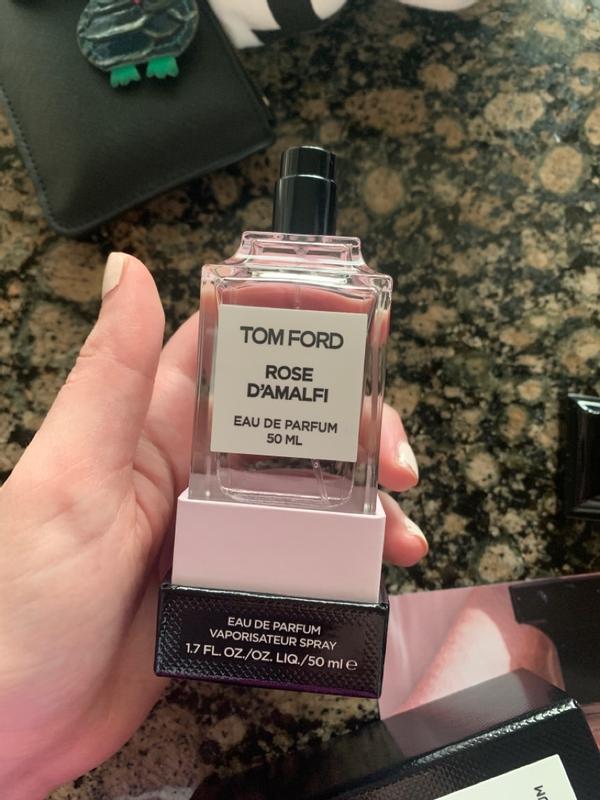 TOM FORD
ROSE
D'AMALFI
EAU DE PARFUM
50 ML
EAU DE PARFUM
VAPORISATEUR SPRAY
1.7 FL. OZ./OZ. LIQ./50 ml ℮